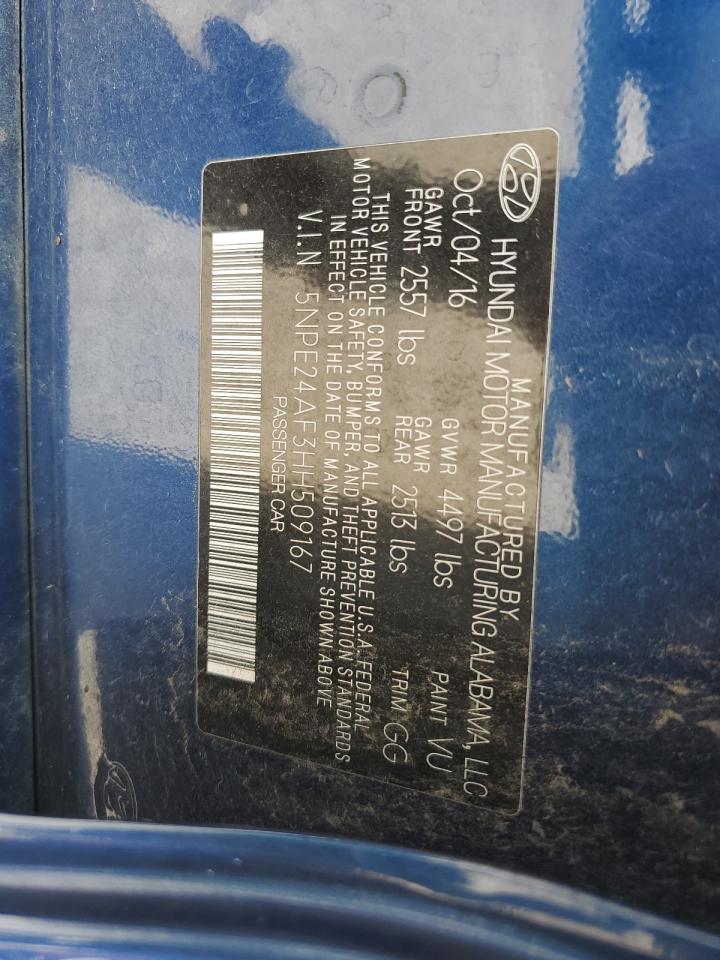 MANUFACTURED BY
HYUNDAI MOTOR MANUFACTURING ALABAMA, LLC
Oct/04/16 GVWR 4497 lbs PAINT VU
GAWR FRONT 2557 lbs GAWR REAR 2513 lbs TRIM GG
THIS VEHICLE CONFORMS TO ALL APPLICABLE U.S.A. FEDERAL
MOTOR VEHICLE SAFETY, BUMPER, AND THEFT PREVENTION STANDARDS
IN EFFECT ON THE DATE OF MANUFACTURE SHOWN ABOVE
V.I.N 5NPE24AF3HH509167
PASSENGER CAR